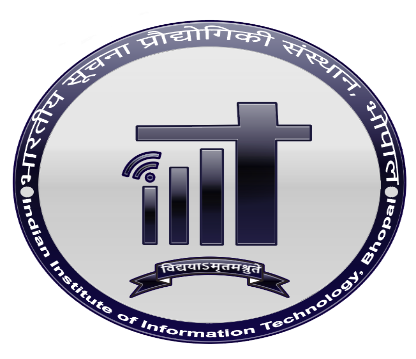 भारतीय सूचना प्रौद्योगिकी संस्थान, भोपाल
विद्ययाऽमृतमश्नुते
Indian Institute of Information Technology, Bhopal